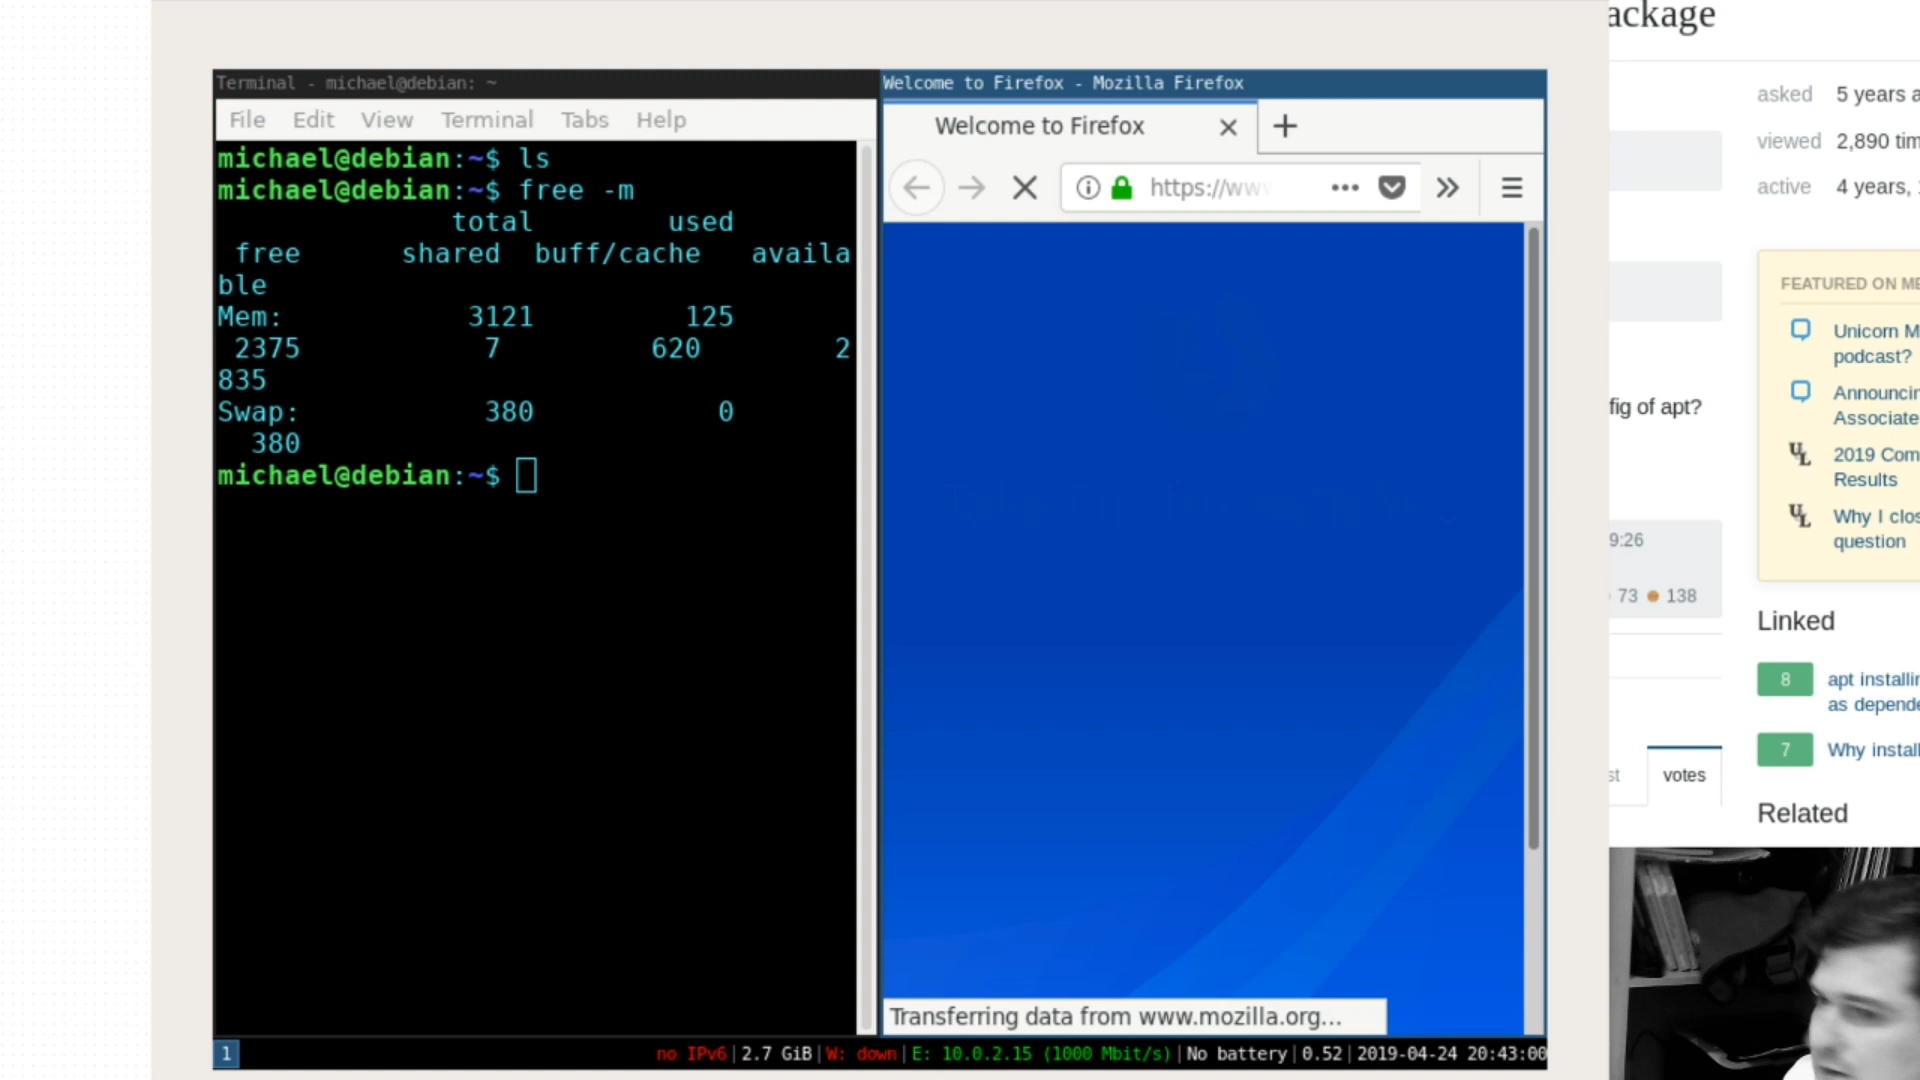 Terminal - michael@debian: ~
File Edit View Terminal Tabs Help
michael@debian:~$ ls
michael@debian:~$ free -m
total used
free shared buff/cache availa
ble
Mem: 3121 125
2375 7 620 2
835
Swap: 380 0
380
michael@debian:~$
Welcome to Firefox - Mozilla Firefox
Welcome to Firefox
https://ww
Transferring data from www.mozilla.org...
1
no IPv6|2.7 GiB|W: down|E: 10.0.2.15 (1000 Mbit/s)|No battery|0.52|2019-04-24 20:43:00
ackage
asked 5 years a
viewed 2,890 tim
active 4 years,
fig of apt?
9:26
73 138
st votes
FEATURED ON ME
Unicorn M
podcast?
Announcin
Associate
2019 Com
Results
Why I clos
question
Linked
8 apt installin
as depende
7 Why install
Related